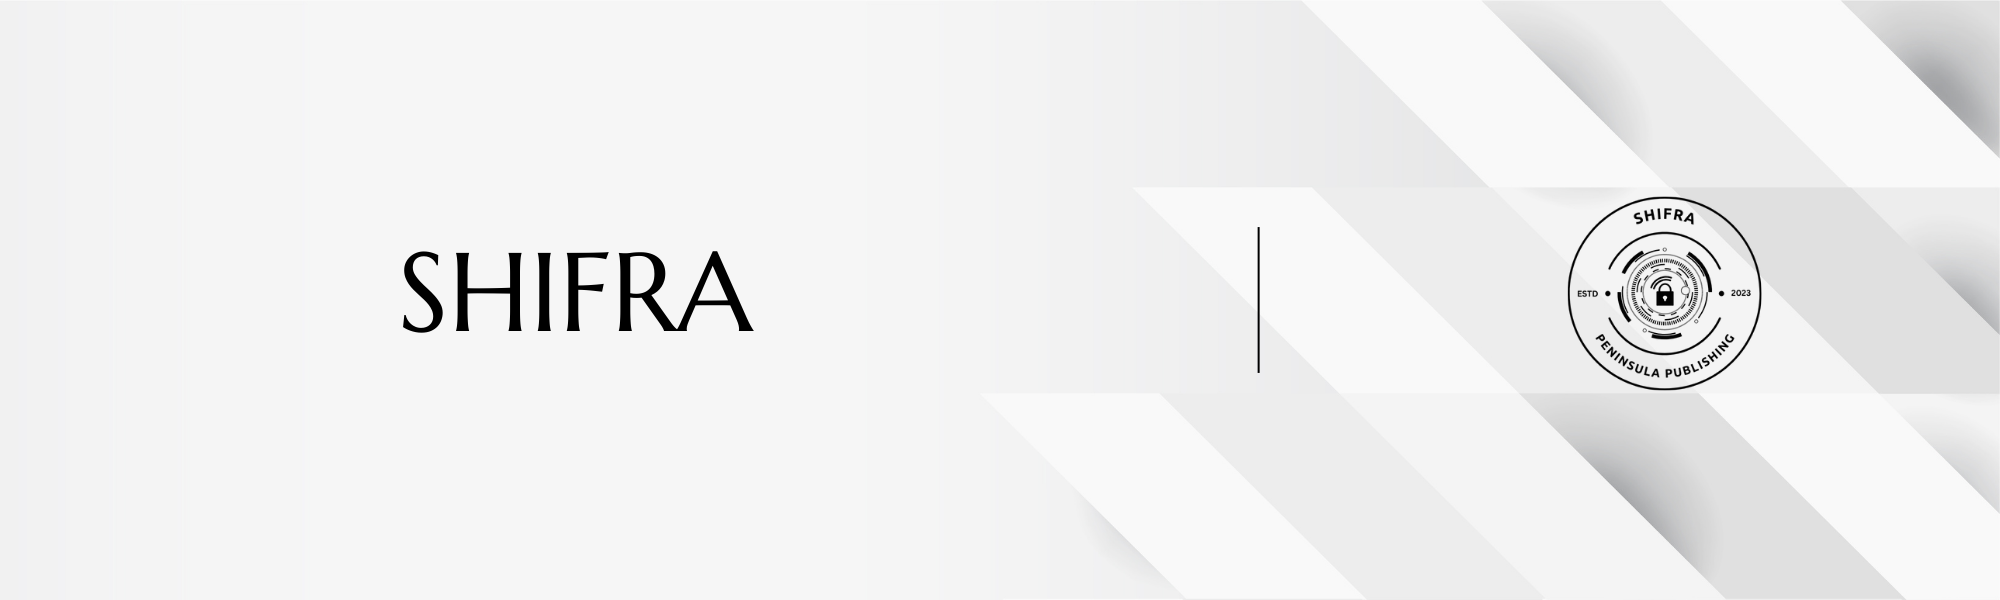 SHIFRA
SHIFRA
ESTD
2023
PENINSULA PUBLISHING